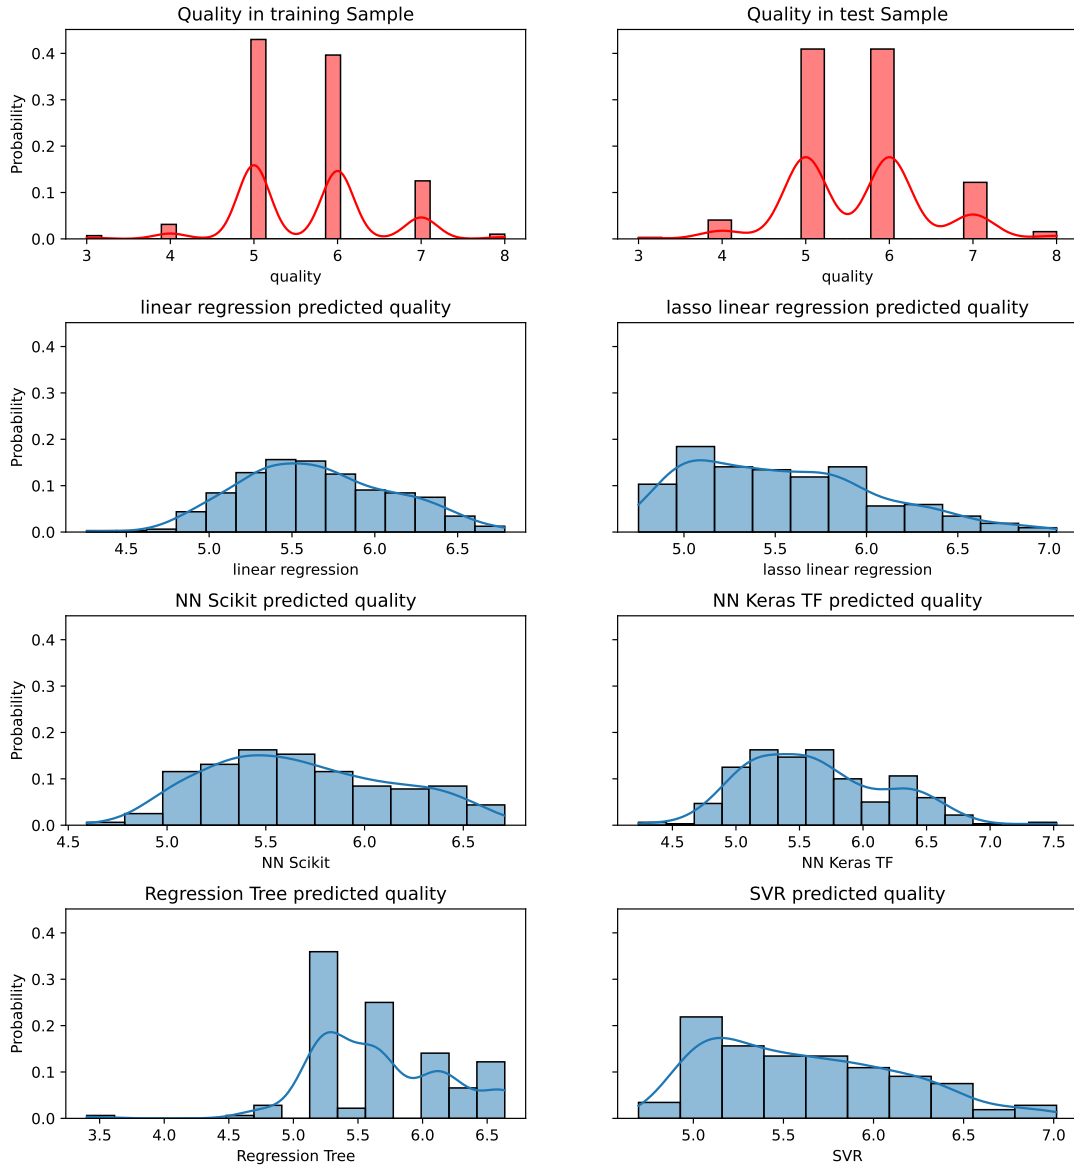 Quality in training Sample
Probability
0.4
0.3
0.2
0.1
0.0
3 4 5 6 7 8
quality
Quality in test Sample
3 4 5 6 7 8
quality
linear regression predicted quality
Probability
0.4
0.3
0.2
0.1
0.0
4.5 5.0 5.5 6.0 6.5
linear regression
lasso linear regression predicted quality
5.0 5.5 6.0 6.5 7.0
lasso linear regression
NN Scikit predicted quality
Probability
0.4
0.3
0.2
0.1
0.0
4.5 5.0 5.5 6.0 6.5
NN Scikit
NN Keras TF predicted quality
4.5 5.0 5.5 6.0 6.5 7.0 7.5
NN Keras TF
Regression Tree predicted quality
Probability
0.4
0.3
0.2
0.1
0.0
3.5 4.0 4.5 5.0 5.5 6.0 6.5
Regression Tree
SVR predicted quality
5.0 5.5 6.0 6.5 7.0
SVR